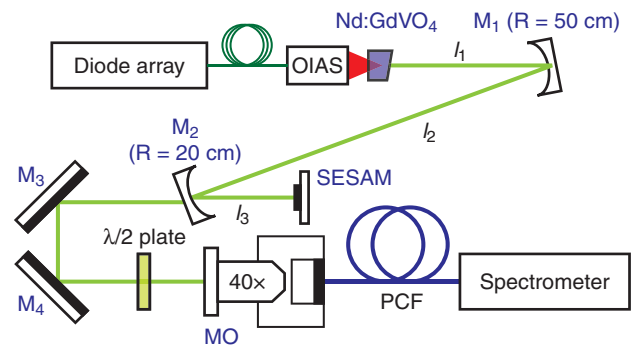 Nd:GdVO4
M1 (R = 50 cm)
Diode array
OIAS
l1
l2
M2
(R = 20 cm)
M3
SESAM
l3
λ/2 plate
40×
Spectrometer
PCF
M4
MO